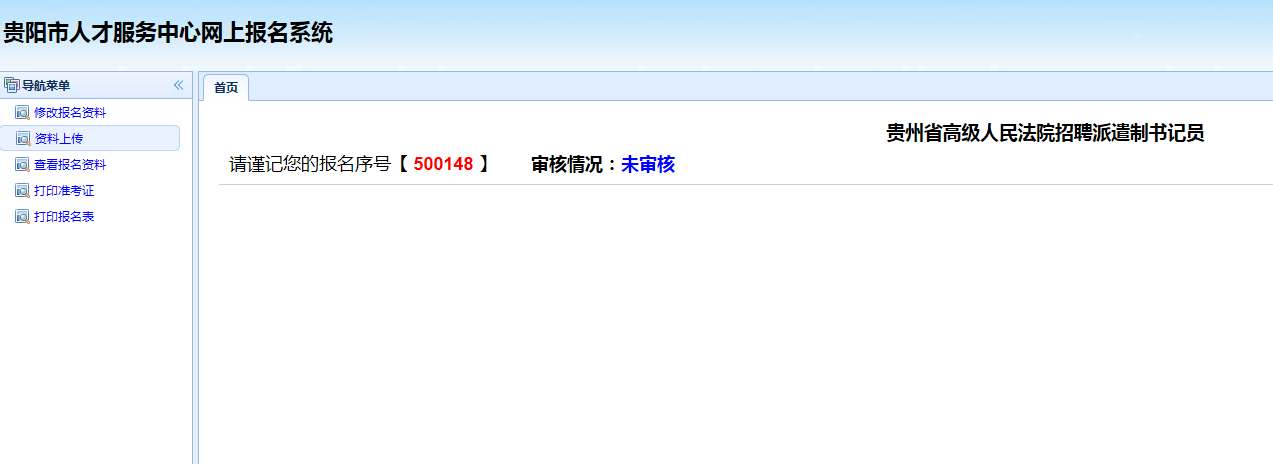 贵阳市人才服务中心网上报名系统
导航菜单
修改报名资料
资料上传
查看报名资料
打印准考证
打印报名表
首页
贵州省高级人民法院招聘派遣制书记员
请谨记您的报名序号【 500148 】 审核情况：未审核